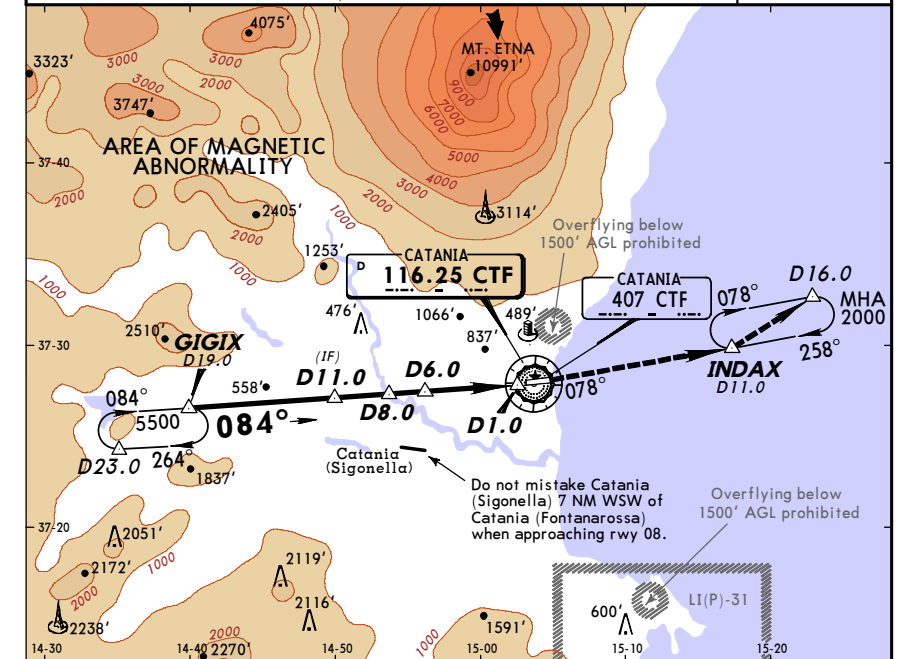 4075'
MT. ETNA
10991'
3323'
3000
3000
2000
9000
8000
7000
6000
3000
3747'
5000
AREA OF MAGNETIC
ABNORMALITY
37-40
4000
3000
2000
2000
2405'
3114'
1000
2000
Overflying below
1500' AGL prohibited
1253'
1000
CATANIA
D
116.25 CTF
CATANIA
407 CTF
D16.0
078°
MHA
2000
1000
476'
1066'
489'
2510'
GIGIX
D19.0
837'
37-30
258°
(IF)
D11.0
D6.0
INDAX
D11.0
558'
D8.0
078°
084°
5500
084°
D1.0
264°
D23.0
Catania
(Sigonella)
1837'
Do not mistake Catania
(Sigonella) 7 NM WSW of
Catania (Fontanarossa)
when approaching rwy 08.
Overflying below
1500' AGL prohibited
37-20
2051'
1000
2119'
2172'
2000
2116'
LI(P)-31
600'
2238'
2000
1591'
1000
2270'
14-30
14-40
14-50
15-00
15-10
15-20